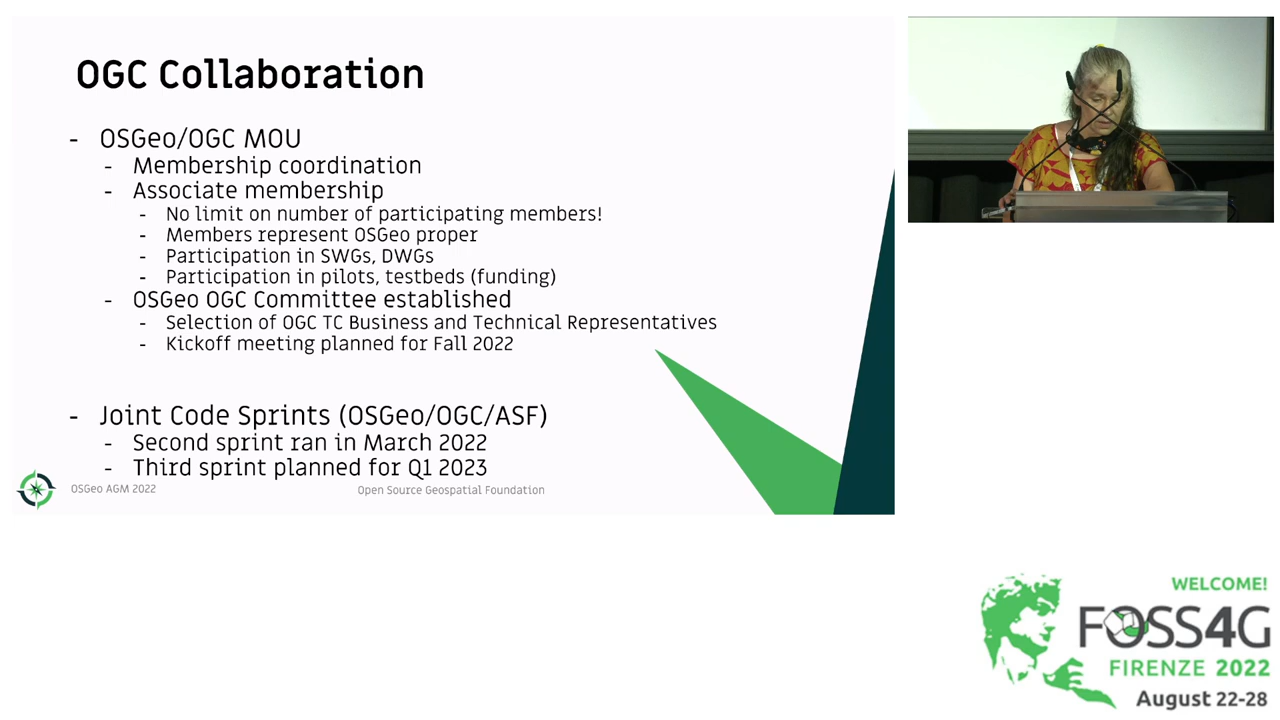 OGC Collaboration
- OSGeo/OGC MOU
- Membership coordination
- Associate membership
- No limit on number of participating members!
- Members represent OSGeo proper
- Participation in SWGs, DWGs
- Participation in pilots, testbeds (funding)
- OSGeo OGC Committee established
- Selection of OGC TC Business and Technical Representatives
- Kickoff meeting planned for Fall 2022
- Joint Code Sprints (OSGeo/OGC/ASF)
- Second sprint ran in March 2022
- Third sprint planned for Q1 2023
OSGeo AGM 2022
Open Source Geospatial Foundation
WELCOME!
FOSS4G
FIRENZE 2022
August 22-28